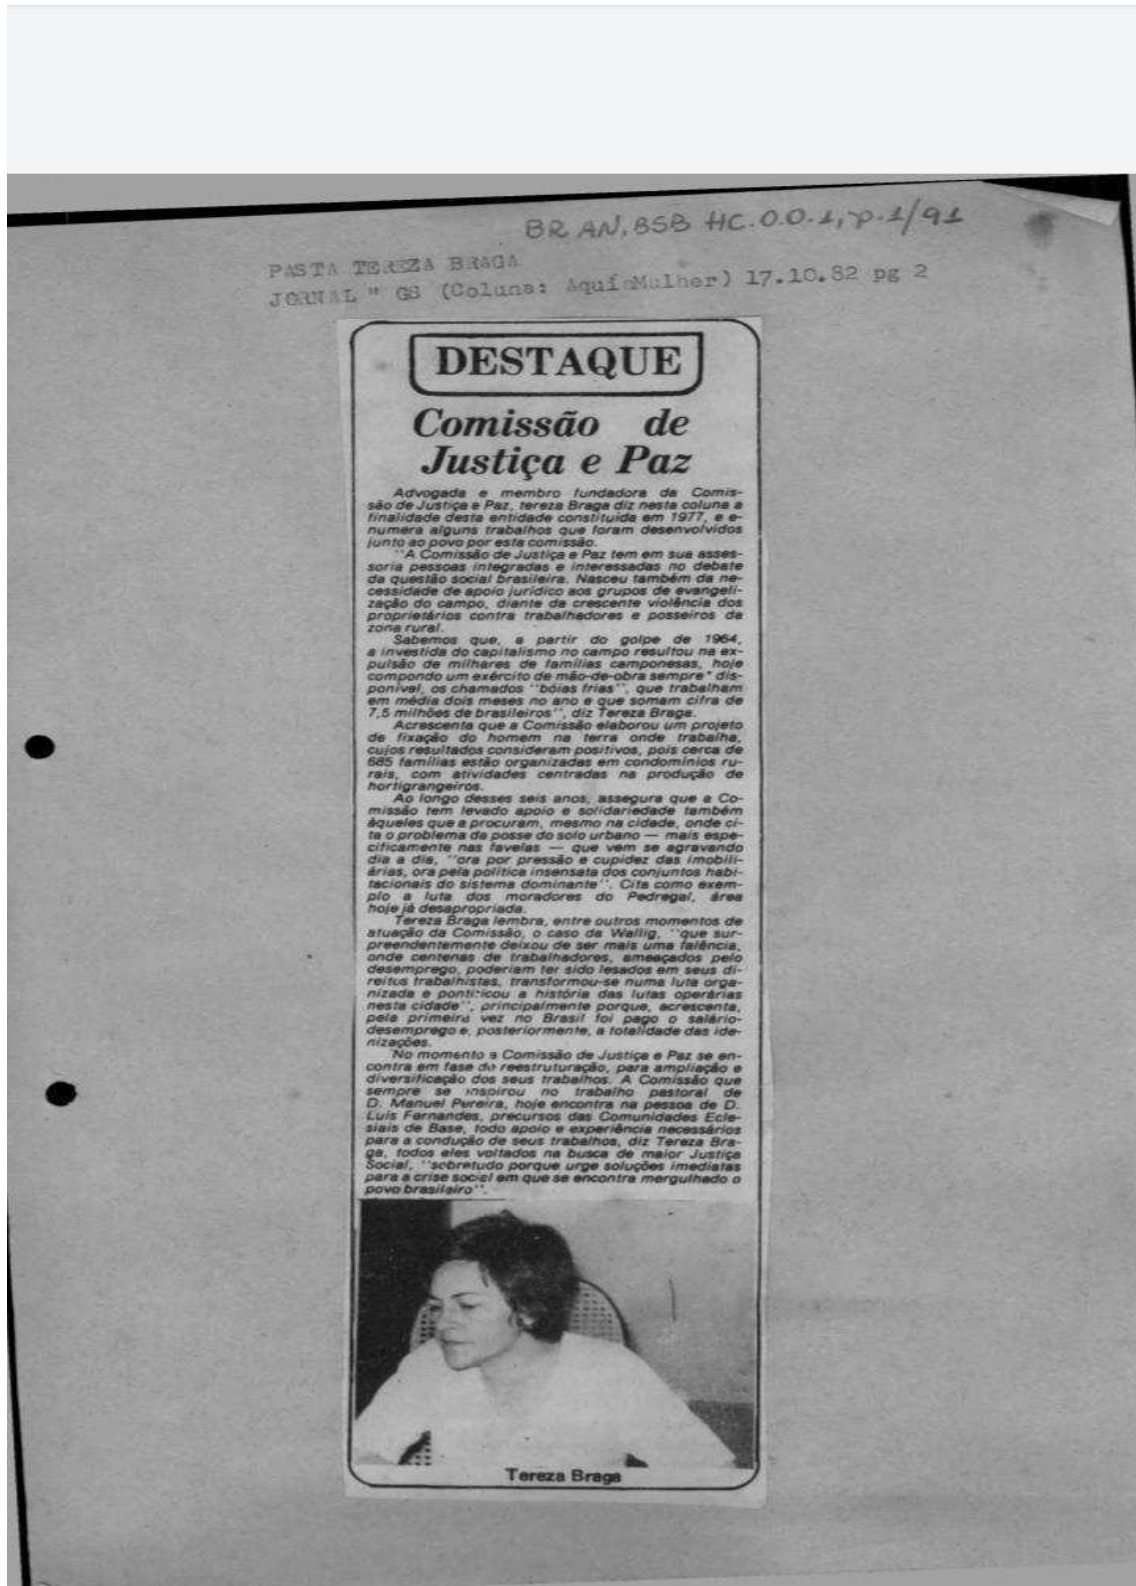 BR AN, BSB HC.0.0.1, p.1/91
PASTA TEREZA BRAGA
JORNAL " GS (Coluna: Aqui Mulher) 17.10.82 pg 2
DESTAQUE
Comissão de
Justiça e Paz
Advogada e membro fundadora da Comis-
são de Justiça e Paz, tereza Braga diz nesta coluna a
finalidade desta entidade constituída em 1977, e e-
numera alguns trabalhos que foram desenvolvidos
junto ao povo por esta comissão.
"A Comissão de Justiça e Paz tem em sua asses-
soria pessoas integradas e interessadas no debate
da questão social brasileira. Nasceu também da ne-
cessidade de apoio jurídico aos grupos de evangeli-
zação do campo, diante da crescente violência dos
proprietários contra trabalhadores e posseiros da
zona rural.
Sabemos que, a partir do golpe de 1964,
a investida do capitalismo no campo resultou na ex-
pulsão de milhares de famílias camponesas, hoje
compondo um exército de mão-de-obra sempre" dis-
ponível, os chamados "bóias frias", que trabalham
em média dois meses no ano e que somam cifra de
7,5 milhões de brasileiros", diz Tereza Braga.
Acrescenta que a Comissão elaborou um projeto
de fixação do homem na terra onde trabalha,
cujos resultados consideram positivos, pois cerca de
685 famílias estão organizadas em condomínios ru-
rais, com atividades centradas na produção de
hortigrangeiros.
Ao longo desses seis anos, assegura que a Co-
missão tem levado apoio e solidariedade também
àqueles que a procuram, mesmo na cidade, onde ci-
ta o problema da posse do solo urbano — mais espe-
cificamente nas favelas — que vem se agravando
dia a dia, "ora por pressão e cupidez das imobili-
árias, ora pela política insensata dos conjuntos habi-
tacionais do sistema dominante". Cita como exem-
plo a luta dos moradores do Pedregal, área
hoje já desapropriada.
Tereza Braga lembra, entre outros momentos de
atuação da Comissão, o caso da Wallig, "que sur-
preendentemente deixou de ser mais uma falência,
onde centenas de trabalhadores, ameaçados pelo
desemprego, poderiam ter sido lesados em seus di-
reitos trabalhistas, transformou-se numa luta orga-
nizada e pontificou a história das lutas operárias
nesta cidade", principalmente porque, acrescenta,
pela primeira vez no Brasil foi pago o salário-
desemprego e, posteriormente, a totalidade das ide-
nizações.
No momento a Comissão de Justiça e Paz se en-
contra em fase de reestruturação, para ampliação e
diversificação dos seus trabalhos. A Comissão que
sempre se inspirou no trabalho pastoral de
D. Manuel Pereira, hoje encontra na pessoa de D.
Luis Fernandes, precursos das Comunidades Ecle-
siais de Base, todo apoio e experiência necessários
para a condução de seus trabalhos, diz Tereza Bra-
ga, todos eles voltados na busca de maior Justiça
Social, "sobretudo porque urge soluções imediatas
para a crise social em que se encontra mergulhado o
povo brasileiro".
Tereza Braga